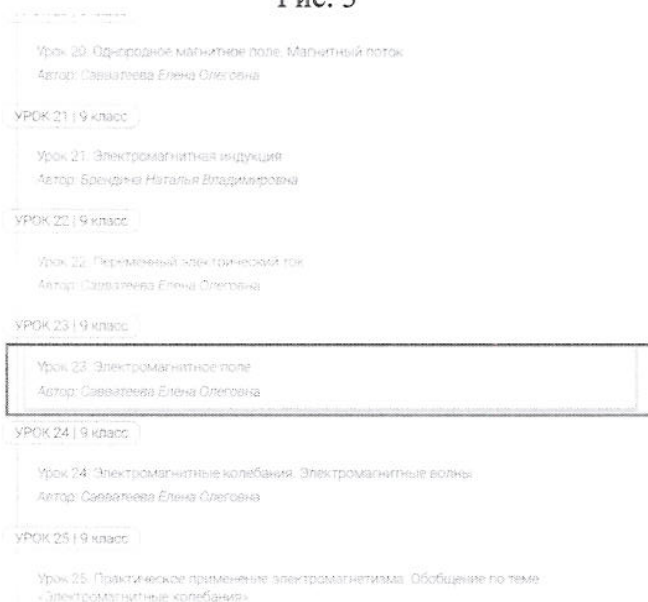 Рис. 3
Урок 20. Однородное магнитное поле. Магнитный поток
Автор: Савватеева Елена Олеговна
УРОК 21 | 9 класс
Урок 21. Электромагнитная индукция
Автор: Брендина Наталья Владимировна
УРОК 22 | 9 класс
Урок 22. Переменный электрический ток
Автор: Савватеева Елена Олеговна
УРОК 23 | 9 класс
Урок 23. Электромагнитное поле
Автор: Савватеева Елена Олеговна
УРОК 24 | 9 класс
Урок 24. Электромагнитные колебания. Электромагнитные волны
Автор: Савватеева Елена Олеговна
УРОК 25 | 9 класс
Урок 25. Практическое применение электромагнетизма. Обобщение по теме
«Электромагнитные колебания»